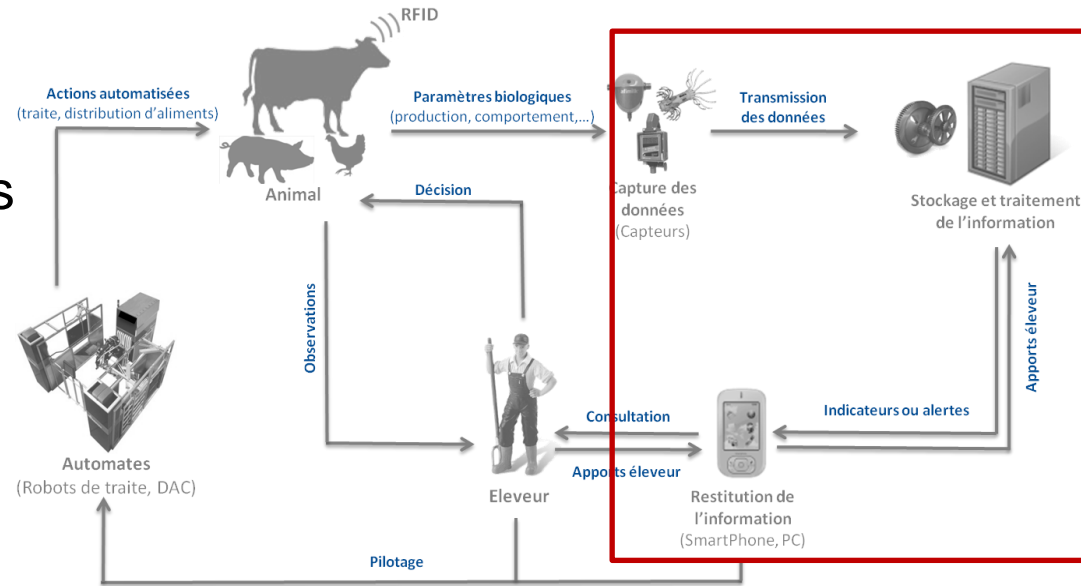 RFID
Actions automatisées
(traite, distribution d'aliments)
Paramètres biologiques
(production, comportement,...)
Transmission
des données
s
Animal
Décision
Capture des
données
(Capteurs)
Stockage et traitement
de l'information
Observations
Apports éleveur
Consultation
Indicateurs ou alertes
Apports éleveur
Automates
(Robots de traite, DAC)
Eleveur
Restitution de
l'information
(SmartPhone, PC)
Pilotage